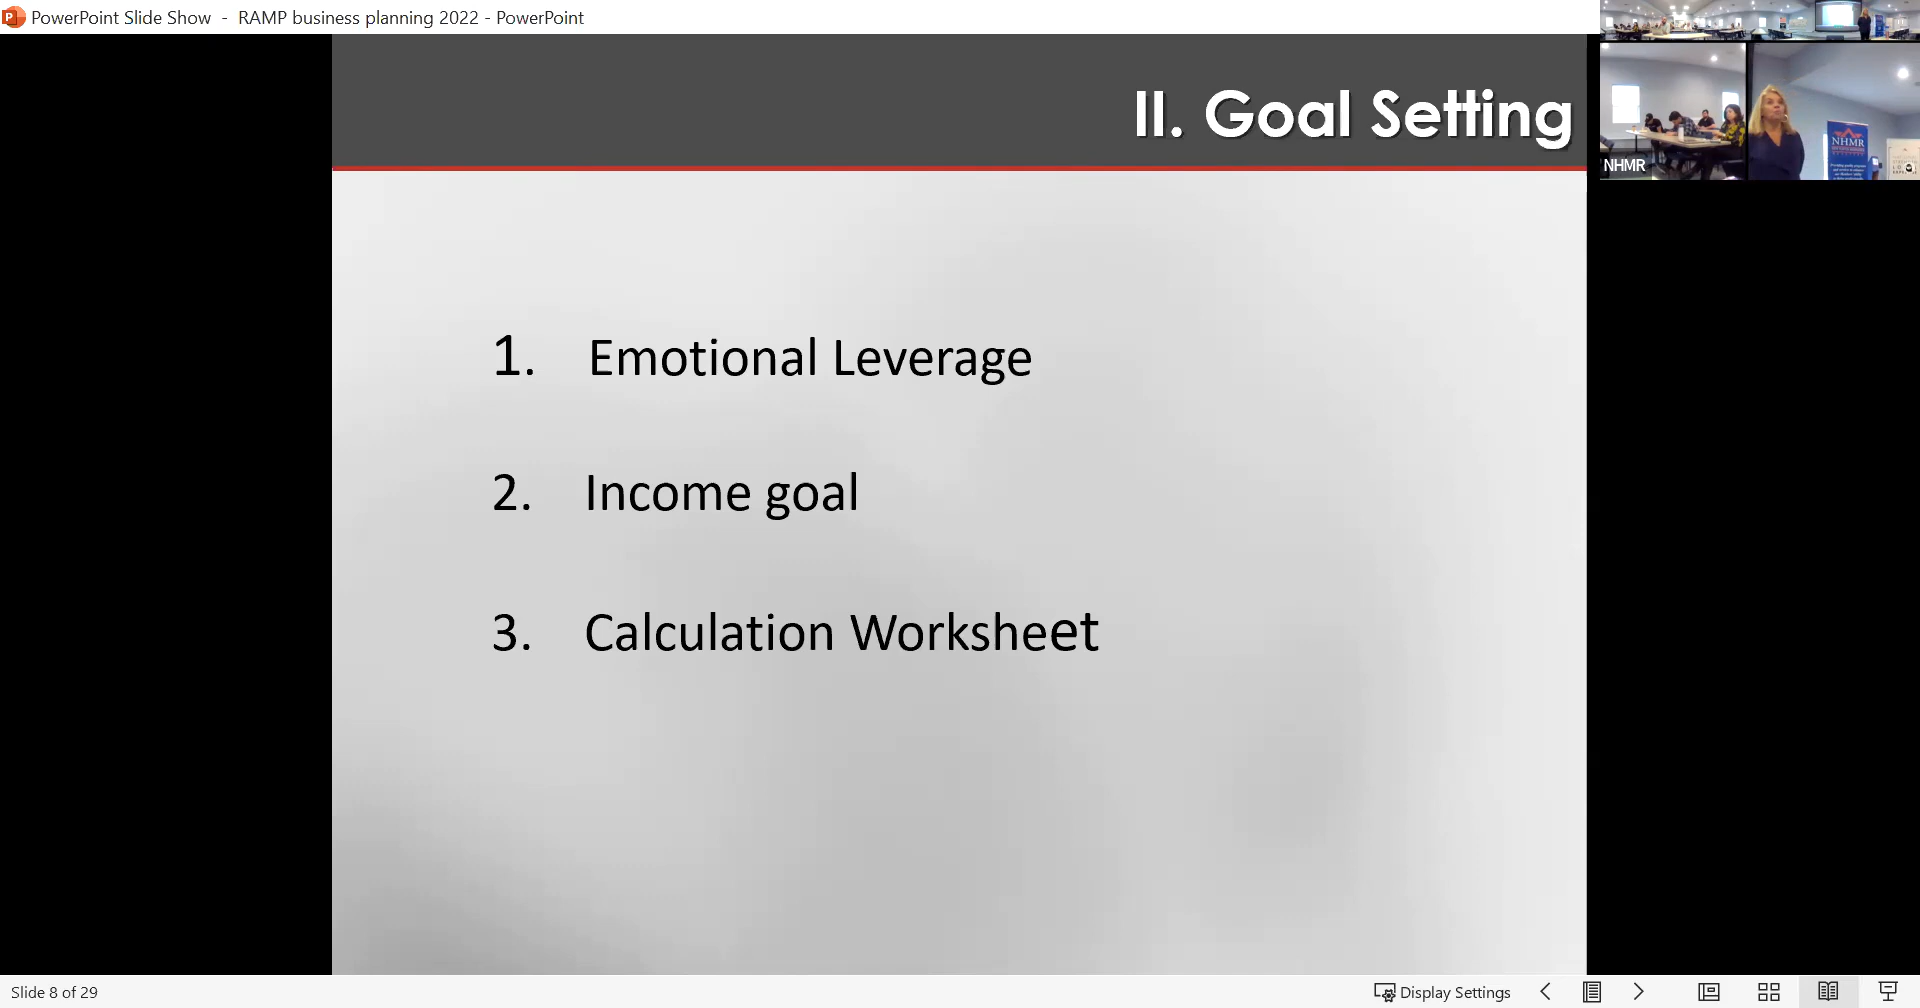 PowerPoint Slide Show - RAMP business planning 2022 - PowerPoint
II. Goal Setting
NHMR
NHMR
1. Emotional Leverage
2. Income goal
3. Calculation Worksheet
Slide 8 of 29
Display Settings